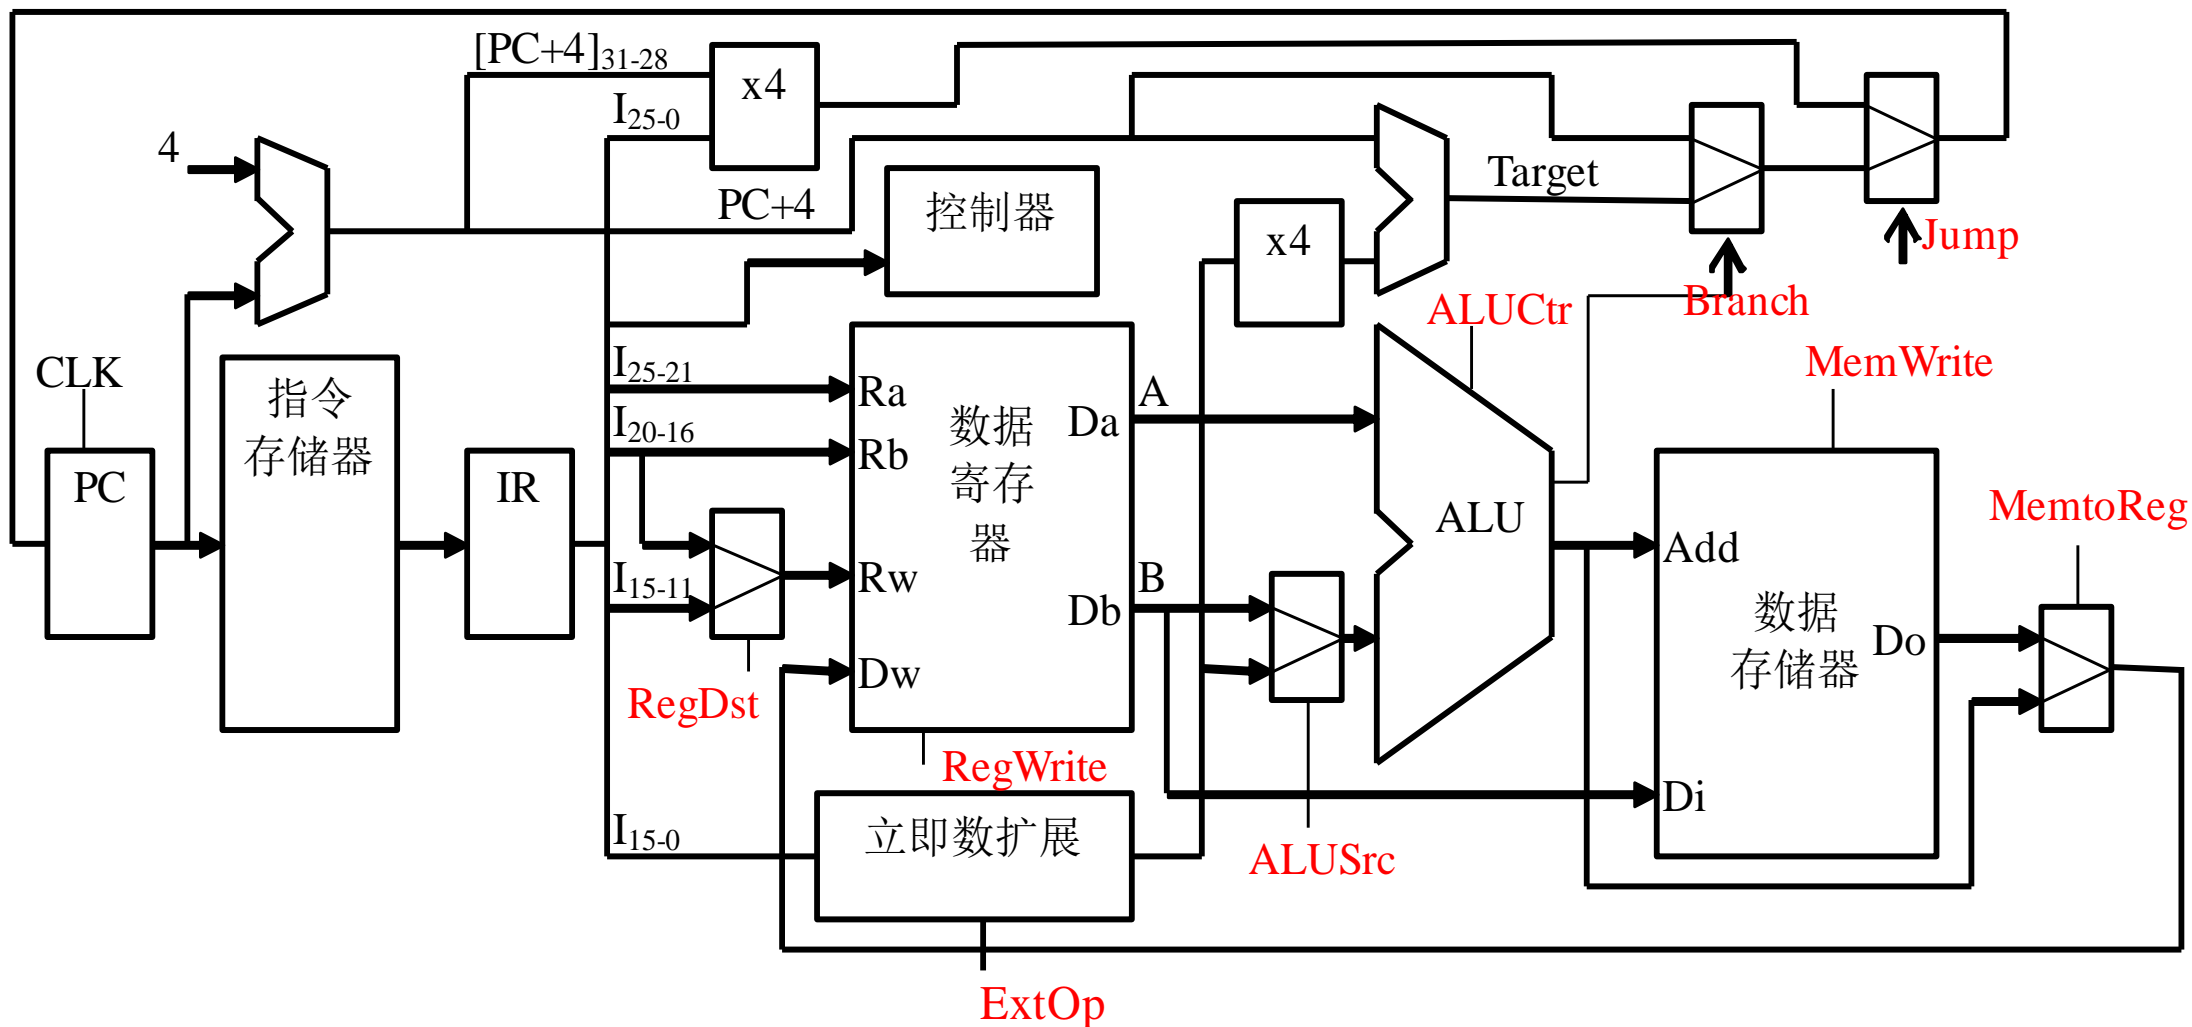 [PC+4]31-28
x4
I25-0
4
PC+4
控制器
Target
x4
Jump
Branch
ALUCtr
CLK
指令
存储器
I25-21
Ra
数据
寄存
器
Da
A
MemWrite
I20-16
Rb
PC
IR
ALU
MemtoReg
Add
I15-11
Rw
B
Db
数据
存储器
Do
RegDst
Dw
RegWrite
Di
I15-0
立即数扩展
ALUSrc
ExtOp